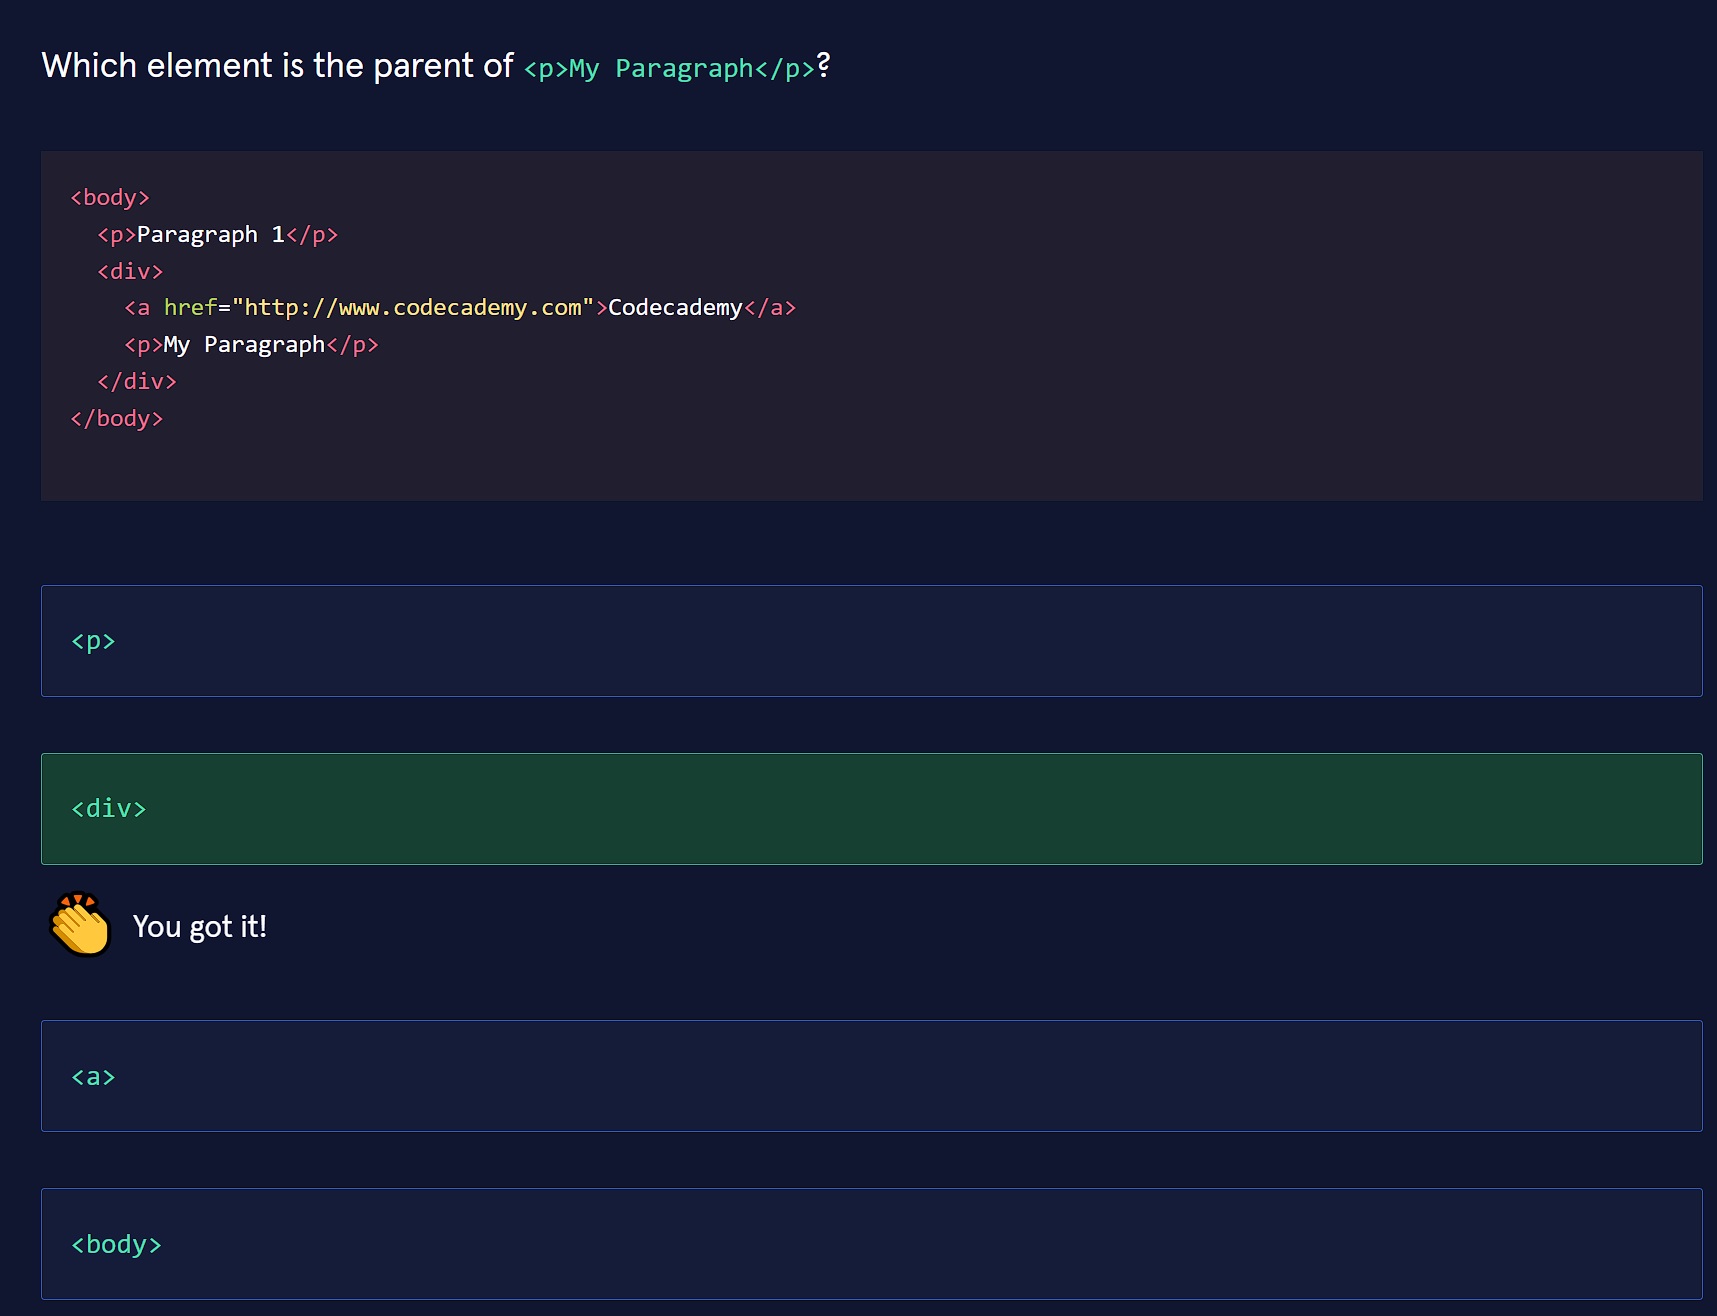 Which element is the parent of <p>My Paragraph</p>?
<body>
  <p>Paragraph 1</p>
  <div>
    <a href="http://www.codecademy.com">Codecademy</a>
    <p>My Paragraph</p>
  </div>
</body>
<p>
<div>
You got it!
<a>
<body>